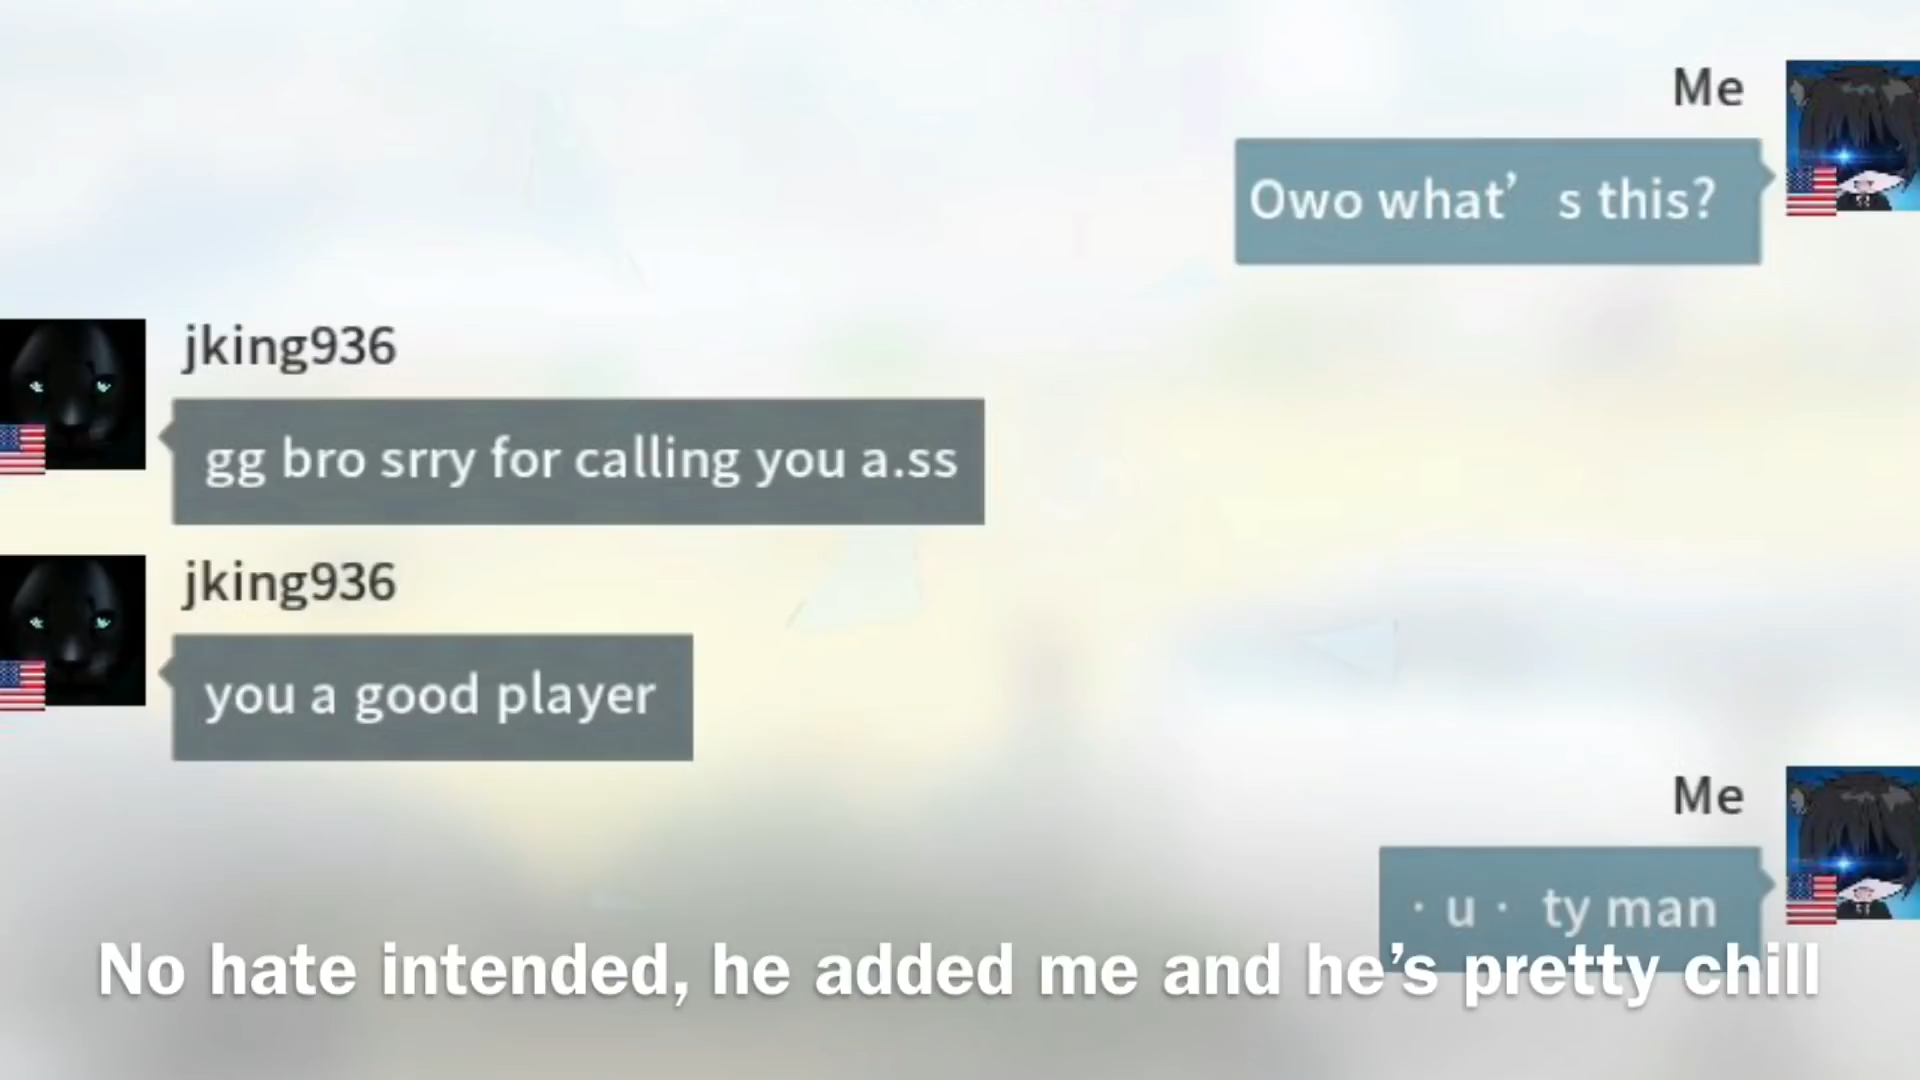 Me
Owo what’ s this?
jking936
gg bro srry for calling you a.ss
jking936
you a good player
Me
· u · ty man
No hate intended, he added me and he’s pretty chill